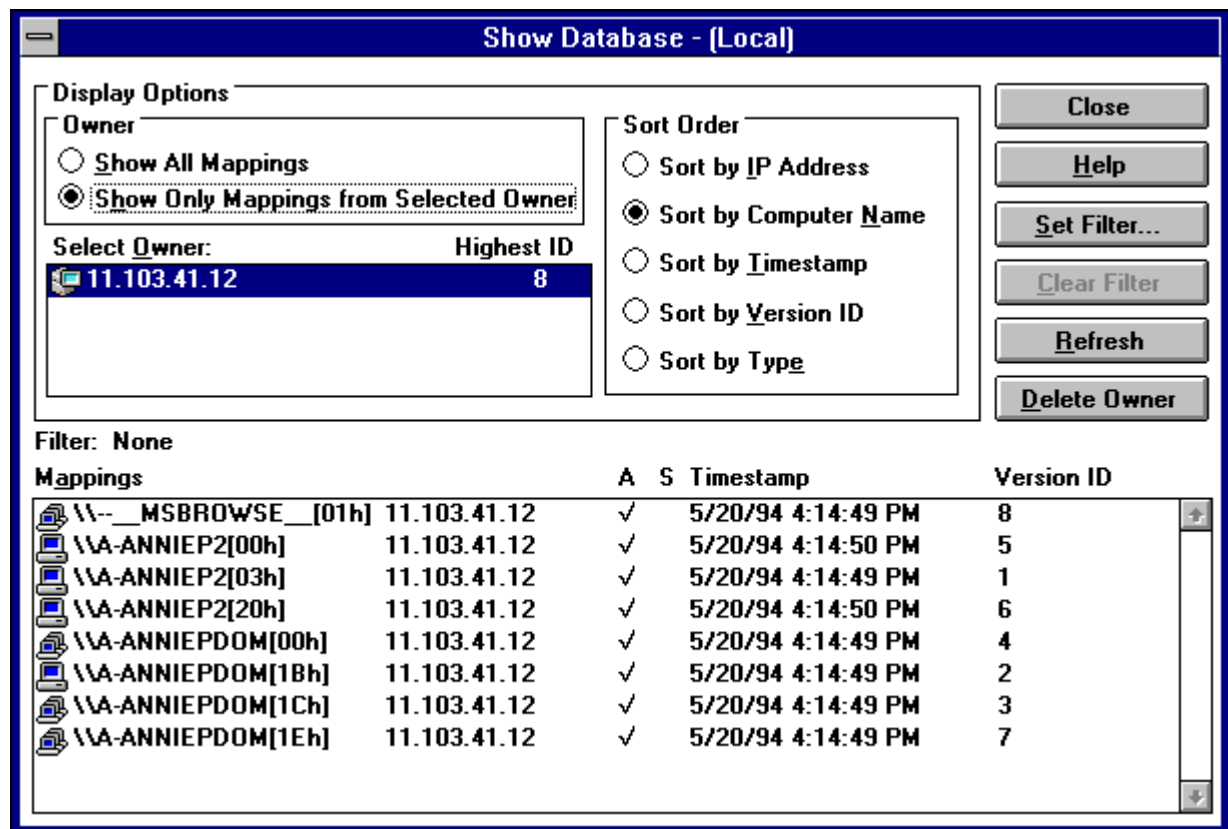 Show Database - (Local)
Display Options
Owner
Show All Mappings
Show Only Mappings from Selected Owner
Select Owner: Highest ID
11.103.41.12 8
Sort Order
Sort by IP Address
Sort by Computer Name
Sort by Timestamp
Sort by Version ID
Sort by Type
Close
Help
Set Filter...
Clear Filter
Refresh
Delete Owner
Filter: None
Mappings A S Timestamp Version ID
\\--__MSBROWSE__[01h] 11.103.41.12 √ 5/20/94 4:14:49 PM 8
\\A-ANNIEP2[00h] 11.103.41.12 √ 5/20/94 4:14:50 PM 5
\\A-ANNIEP2[03h] 11.103.41.12 √ 5/20/94 4:14:49 PM 1
\\A-ANNIEP2[20h] 11.103.41.12 √ 5/20/94 4:14:50 PM 6
\\A-ANNIEPDOM[00h] 11.103.41.12 √ 5/20/94 4:14:49 PM 4
\\A-ANNIEPDOM[1Bh] 11.103.41.12 √ 5/20/94 4:14:49 PM 2
\\A-ANNIEPDOM[1Ch] 11.103.41.12 √ 5/20/94 4:14:49 PM 3
\\A-ANNIEPDOM[1Eh] 11.103.41.12 √ 5/20/94 4:14:49 PM 7